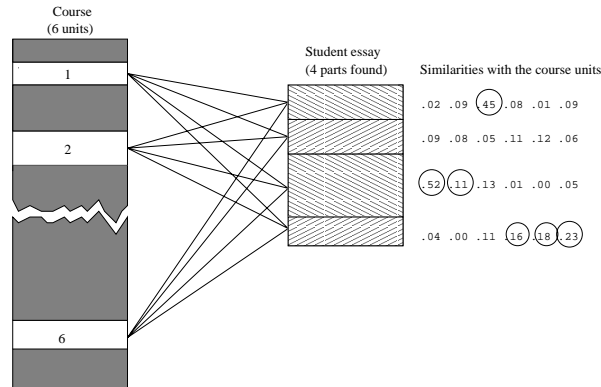 Course
(6 units)
1
2
6
Student essay
(4 parts found)
Similarities with the course units
.02 .09 .45 .08 .01 .09
.09 .08 .05 .11 .12 .06
.52 .11 .13 .01 .00 .05
.04 .00 .11 .16 .18 .23